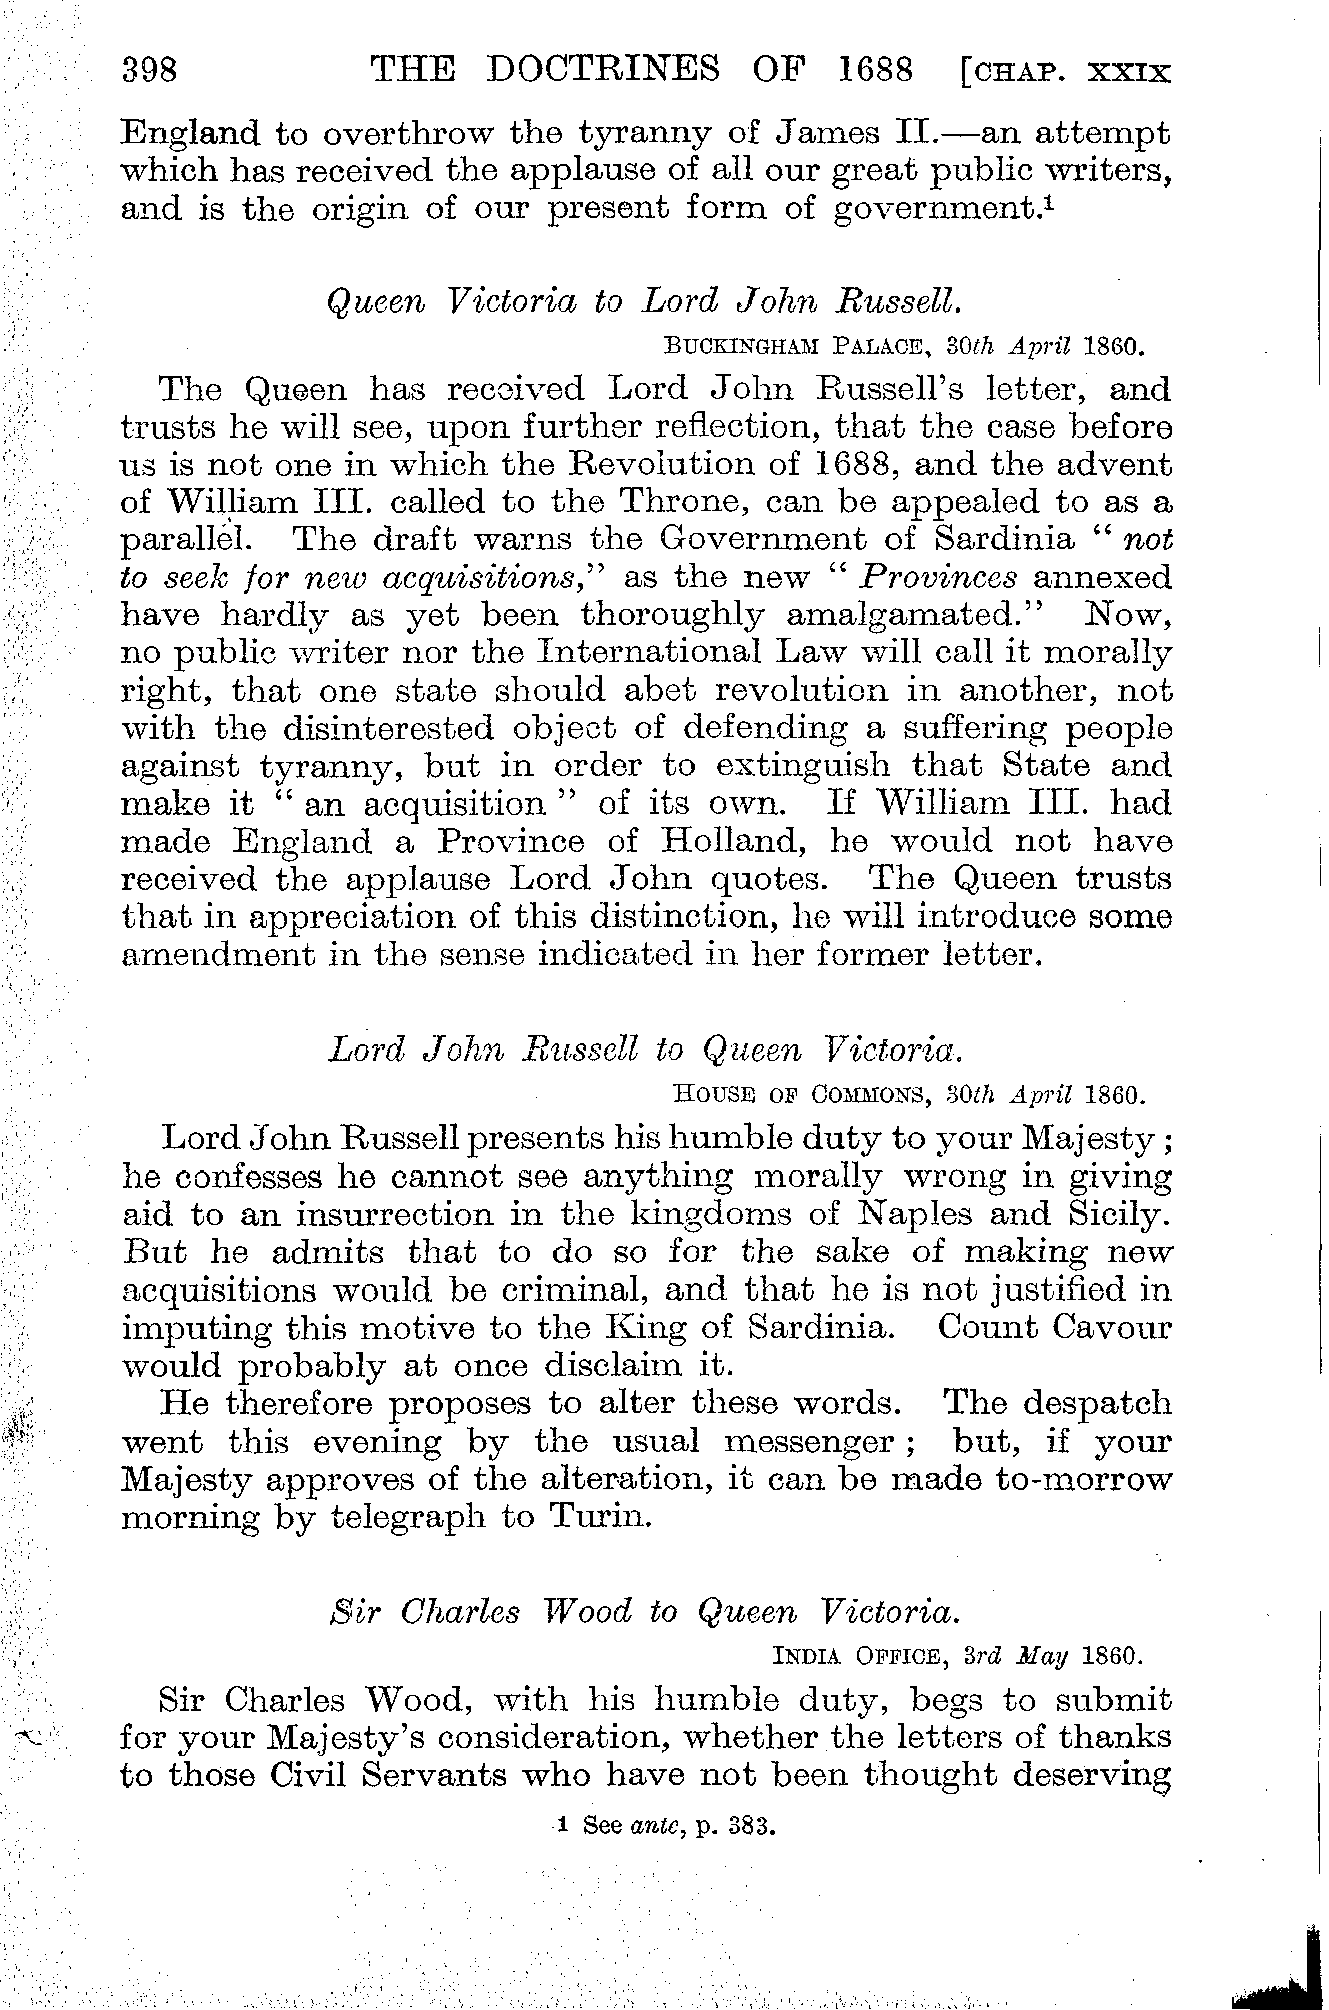 398 THE DOCTRINES OF 1688 [CHAP. XXIX
England to overthrow the tyranny of James II.—an attempt
which has received the applause of all our great public writers,
and is the origin of our present form of government.¹
Queen Victoria to Lord John Russell.
BUCKINGHAM PALACE, 30th April 1860.
The Queen has received Lord John Russell's letter, and
trusts he will see, upon further reflection, that the case before
us is not one in which the Revolution of 1688, and the advent
of William III. called to the Throne, can be appealed to as a
parallel. The draft warns the Government of Sardinia “ not
to seek for new acquisitions,” as the new “ Provinces annexed
have hardly as yet been thoroughly amalgamated.” Now,
no public writer nor the International Law will call it morally
right, that one state should abet revolution in another, not
with the disinterested object of defending a suffering people
against tyranny, but in order to extinguish that State and
make it “ an acquisition ” of its own. If William III. had
made England a Province of Holland, he would not have
received the applause Lord John quotes. The Queen trusts
that in appreciation of this distinction, he will introduce some
amendment in the sense indicated in her former letter.
Lord John Russell to Queen Victoria.
HOUSE OF COMMONS, 30th April 1860.
Lord John Russell presents his humble duty to your Majesty ;
he confesses he cannot see anything morally wrong in giving
aid to an insurrection in the kingdoms of Naples and Sicily.
But he admits that to do so for the sake of making new
acquisitions would be criminal, and that he is not justified in
imputing this motive to the King of Sardinia. Count Cavour
would probably at once disclaim it.
He therefore proposes to alter these words. The despatch
went this evening by the usual messenger ; but, if your
Majesty approves of the alteration, it can be made to-morrow
morning by telegraph to Turin.
Sir Charles Wood to Queen Victoria.
INDIA OFFICE, 3rd May 1860.
Sir Charles Wood, with his humble duty, begs to submit
for your Majesty's consideration, whether the letters of thanks
to those Civil Servants who have not been thought deserving
1 See ante, p. 383.